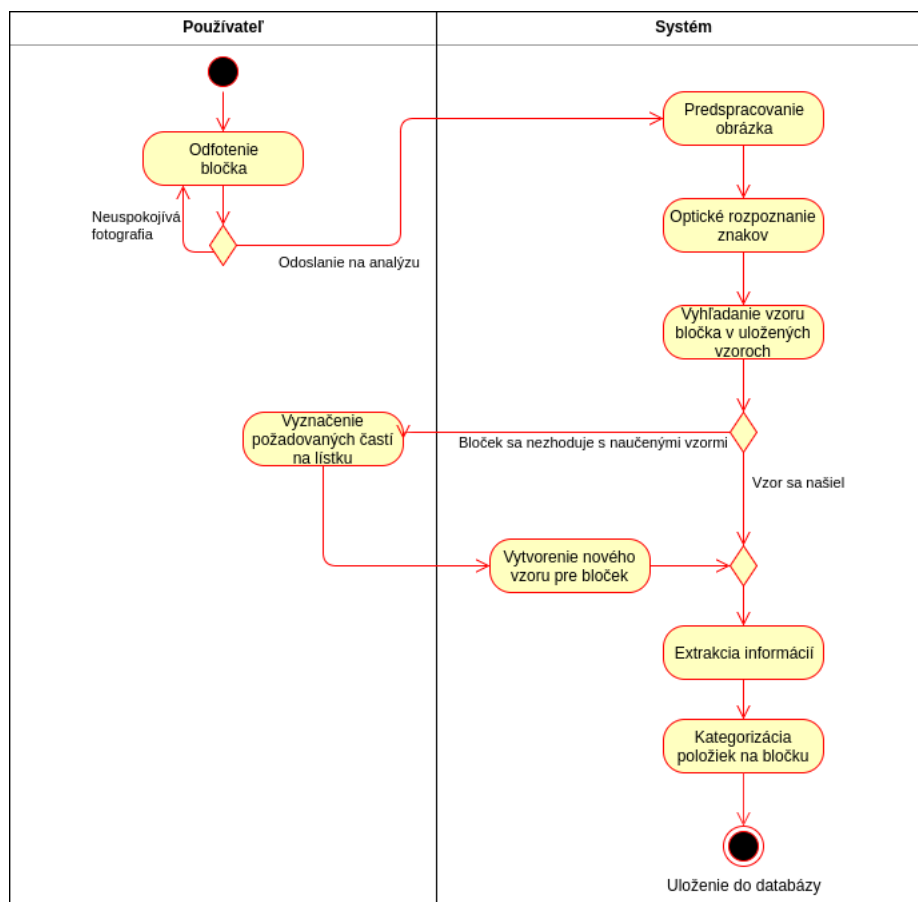 Používateľ
Systém
Odfotenie
bločka
Neuspokojívá
fotografia
Odoslanie na analýzu
Predspracovanie
obrázka
Optické rozpoznanie
znakov
Vyhľadanie vzoru
bločka v uložených
vzoroch
Bloček sa nezhoduje s naučenými vzormi
Vyznačenie
požadovaných častí
na lístku
Vzor sa našiel
Vytvorenie nového
vzoru pre bloček
Extrakcia informácií
Kategorizácia
položiek na bločku
Uloženie do databázy